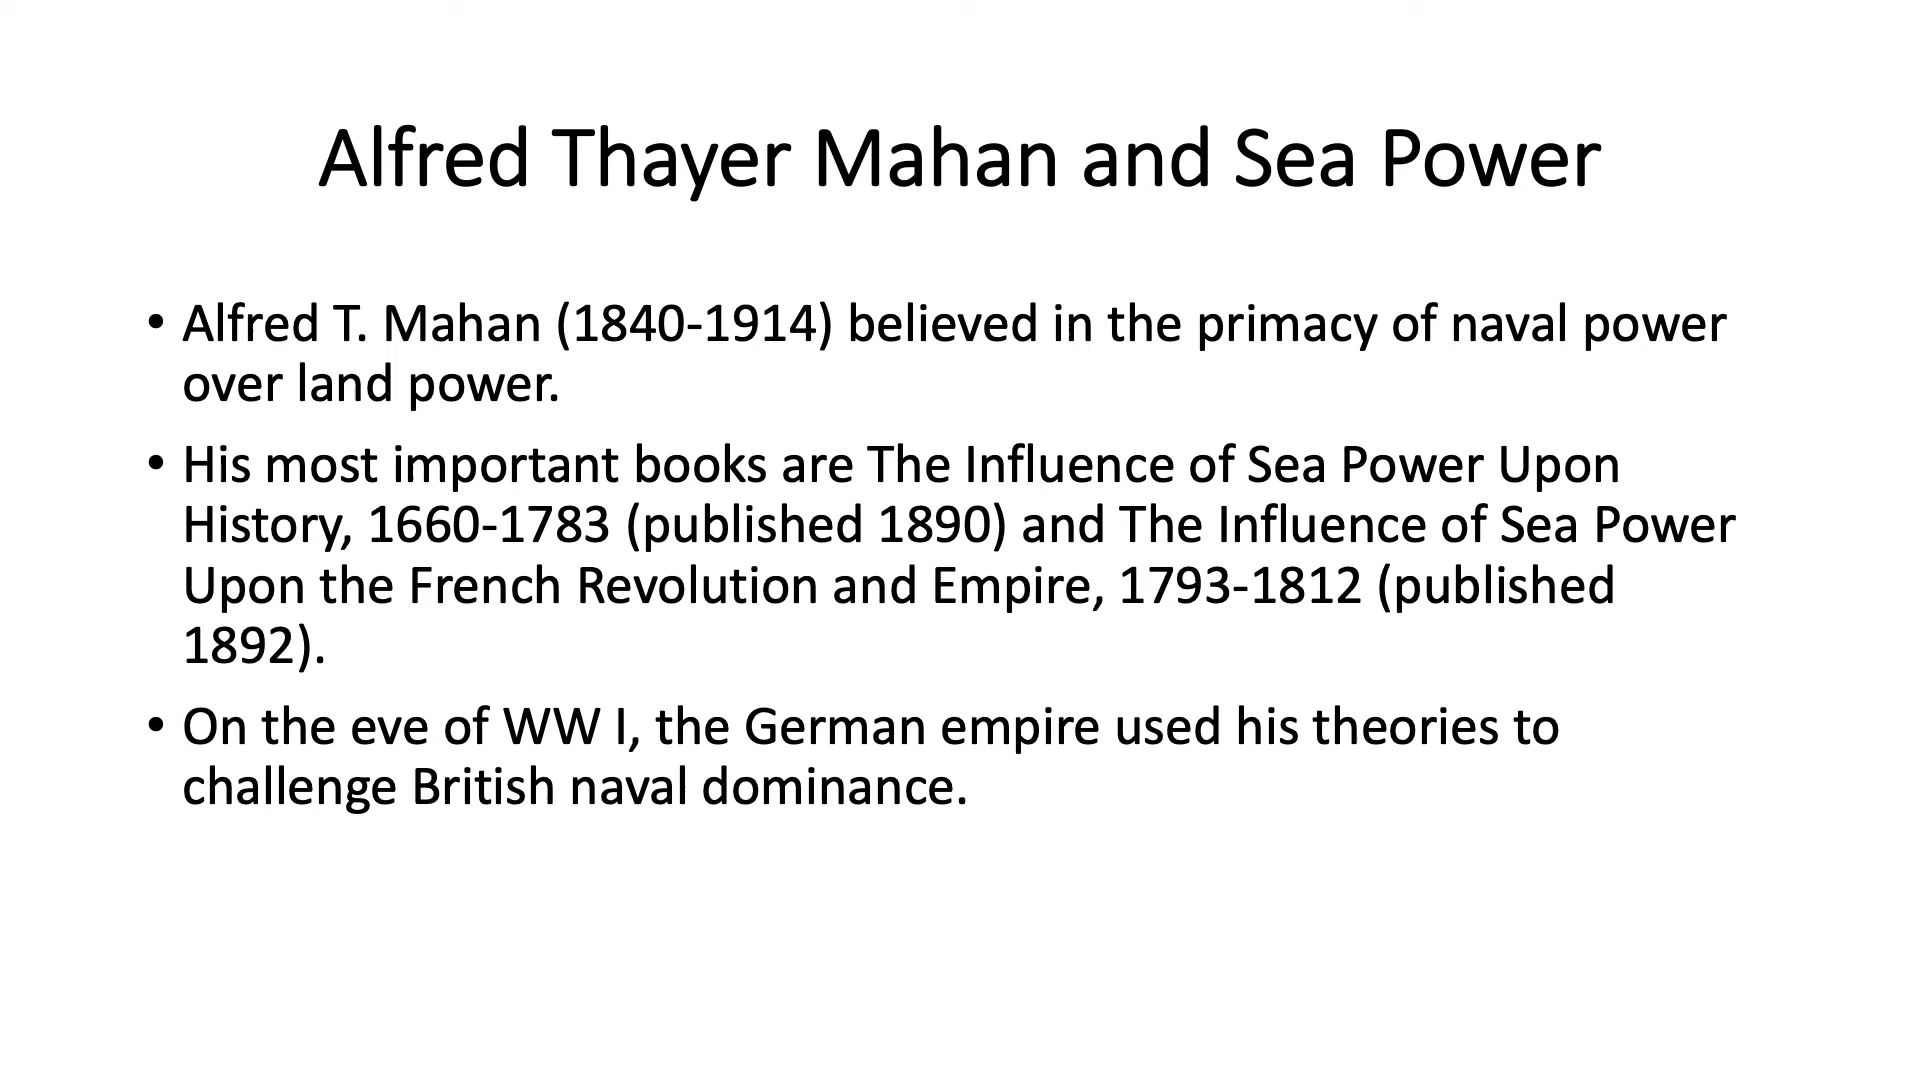 Alfred Thayer Mahan and Sea Power
• Alfred T. Mahan (1840-1914) believed in the primacy of naval power
over land power.
• His most important books are The Influence of Sea Power Upon
History, 1660-1783 (published 1890) and The Influence of Sea Power
Upon the French Revolution and Empire, 1793-1812 (published
1892).
• On the eve of WW I, the German empire used his theories to
challenge British naval dominance.